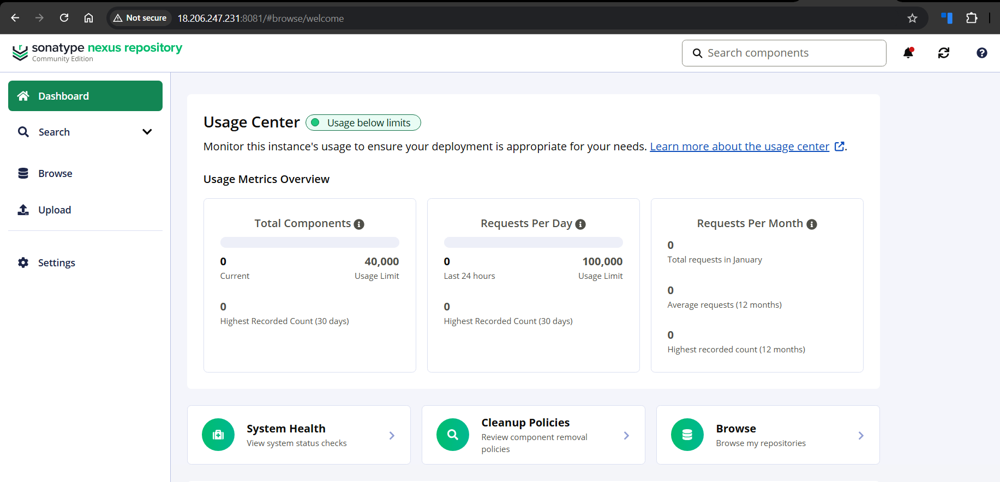 Not secure 18.206.247.231:8081/#browse/welcome
sonatype nexus repository
Community Edition
Search components
Dashboard
Search
Browse
Upload
Settings
Usage Center Usage below limits
Monitor this instance's usage to ensure your deployment is appropriate for your needs. Learn more about the usage center.
Usage Metrics Overview
Total Components
0 40,000
Current Usage Limit
0
Highest Recorded Count (30 days)
Requests Per Day
0 100,000
Last 24 hours Usage Limit
0
Highest Recorded Count (30 days)
Requests Per Month
0
Total requests in January
0
Average requests (12 months)
0
Highest recorded count (12 months)
System Health
View system status checks
Cleanup Policies
Review component removal
policies
Browse
Browse my repositories